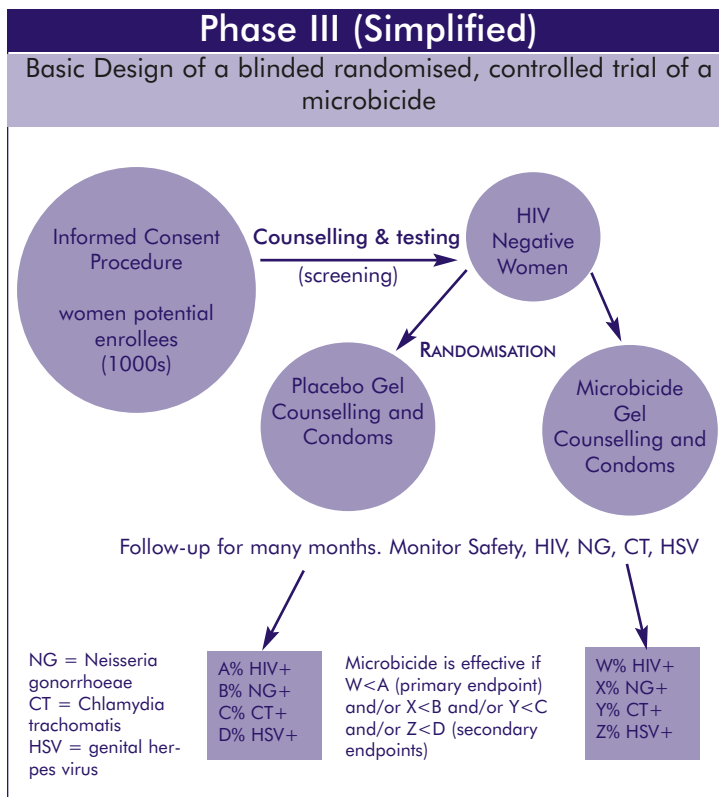 Phase III (Simplified)
Basic Design of a blinded randomised, controlled trial of a
microbicide
Informed Consent
Procedure
women potential
enrollees
(1000s)
Counselling & testing
(screening)
HIV
Negative
Women
RANDOMISATION
Placebo Gel
Counselling and
Condoms
Microbicide
Gel
Counselling and
Condoms
Follow-up for many months. Monitor Safety, HIV, NG, CT, HSV
NG = Neisseria
gonorrhoeae
CT = Chlamydia
trachomatis
HSV = genital her-
pes virus
A% HIV+
B% NG+
C% CT+
D% HSV+
Microbicide is effective if
W<A (primary endpoint)
and/or X<B and/or Y<C
and/or Z<D (secondary
endpoints)
W% HIV+
X% NG+
Y% CT+
Z% HSV+